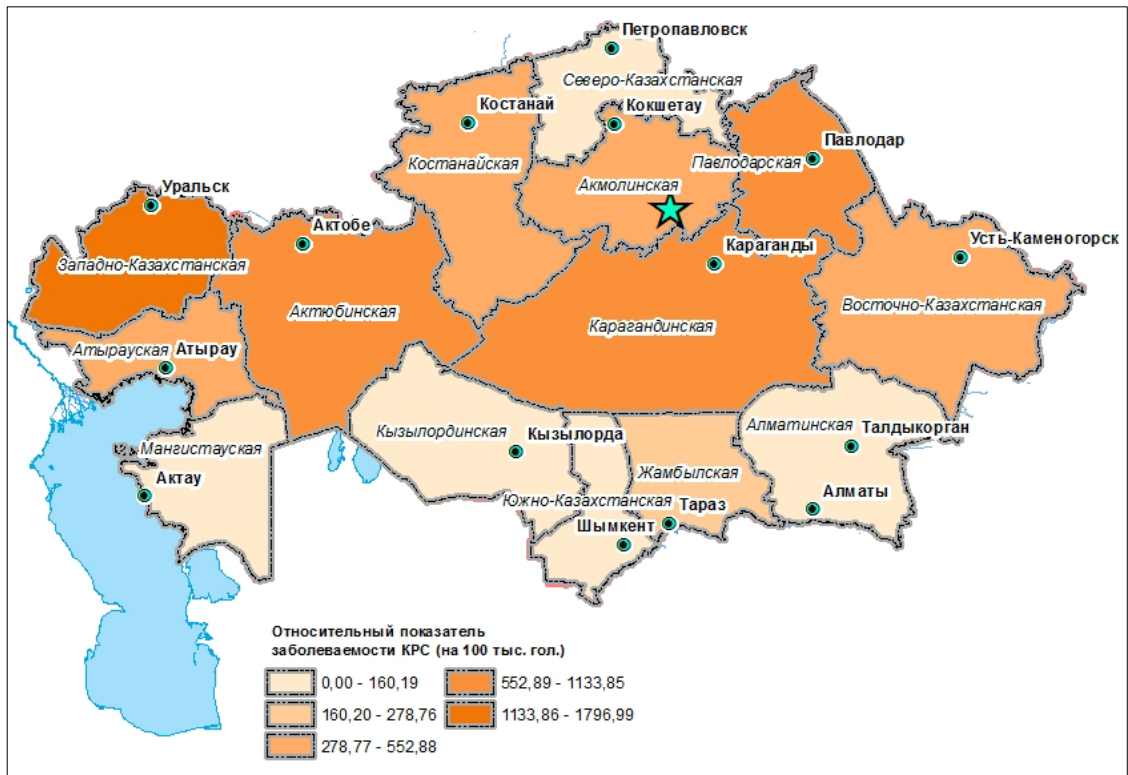 Петропавловск
Северо-Казахстанская
Костанай
Кокшетау
Павлодар
Костанайская
Павлодарская
Акмолинская
Уральск
Актобе
Караганды
Усть-Каменогорск
Западно-Казахстанская
Актюбинская
Карагандинская
Восточно-Казахстанская
Атырауская
Атырау
Кызылординская
Кызылорда
Алматинская
Талдыкорган
Мангистауская
Жамбылская
Актау
Южно-Казахстанская
Тараз
Алматы
Шымкент
Относительный показатель
заболеваемости КРС (на 100 тыс. гол.)
0,00 - 160,19
552,89 - 1133,85
160,20 - 278,76
1133,86 - 1796,99
278,77 - 552,88